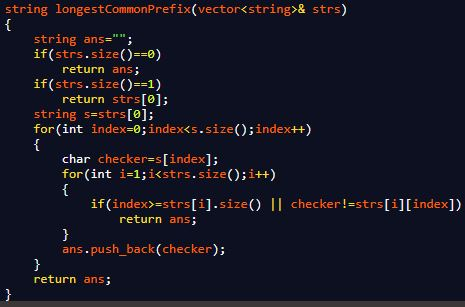 string longestCommonPrefix(vector<string>& strs)
{
    string ans="";
    if(strs.size()==0)
        return ans;
    if(strs.size()==1)
        return strs[0];
    string s=strs[0];
    for(int index=0;index<s.size();index++)
    {
        char checker=s[index];
        for(int i=1;i<strs.size();i++)
        {
            if(index>=strs[i].size() || checker!=strs[i][index])
                return ans;
        }
        ans.push_back(checker);
    }
    return ans;
}